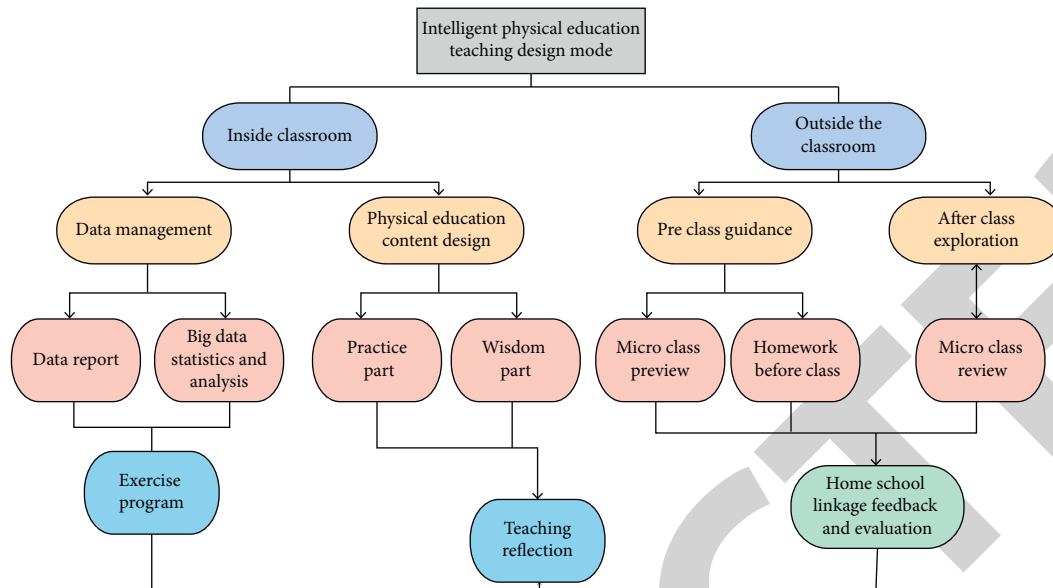 Intelligent physical education
teaching design mode
Inside classroom
Outside the
classroom
Data management
Physical education
content design
Pre class guidance
After class
exploration
Data report
Big data
statistics and
analysis
Practice
part
Wisdom
part
Micro class
preview
Homework
before class
Micro class
review
Exercise
program
Teaching
reflection
Home school
linkage feedback
and evaluation